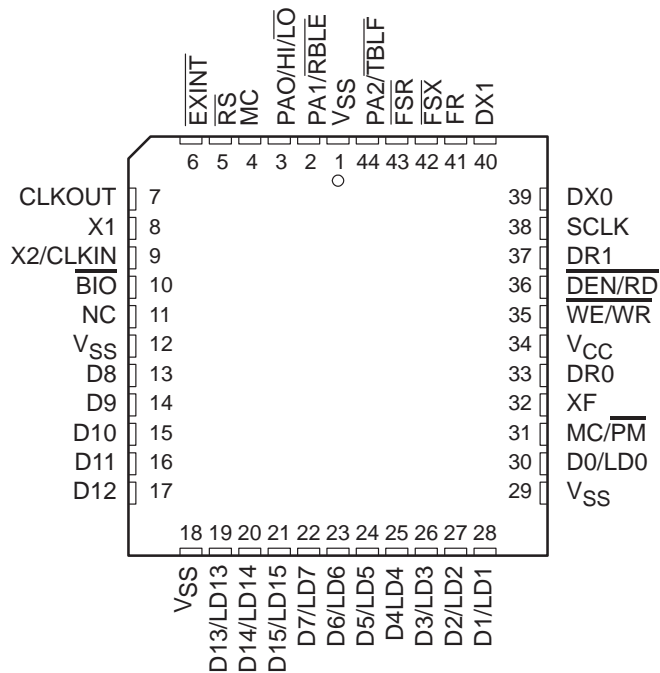 EXINT
RS
MC
PAO/HI/LO
PA1/RBLE
VSS
PA2/TBLF
FSR
FSX
FR
DX1
6 5 4 3 2 1 44 43 42 41 40
CLKOUT 7
X1 8
X2/CLKIN 9
BIO 10
NC 11
VSS 12
D8 13
D9 14
D10 15
D11 16
D12 17
39 DX0
38 SCLK
37 DR1
36 DEN/RD
35 WE/WR
34 VCC
33 DR0
32 XF
31 MC/PM
30 D0/LD0
29 VSS
18 19 20 21 22 23 24 25 26 27 28
VSS
D13/LD13
D14/LD14
D15/LD15
D7/LD7
D6/LD6
D5/LD5
D4LD4
D3/LD3
D2/LD2
D1/LD1